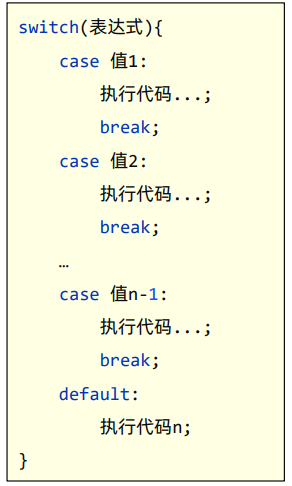 switch(表达式){
    case 值1:
        执行代码...;
        break;
    case 值2:
        执行代码...;
        break;
    …
    case 值n-1:
        执行代码...;
        break;
    default:
        执行代码n;
}